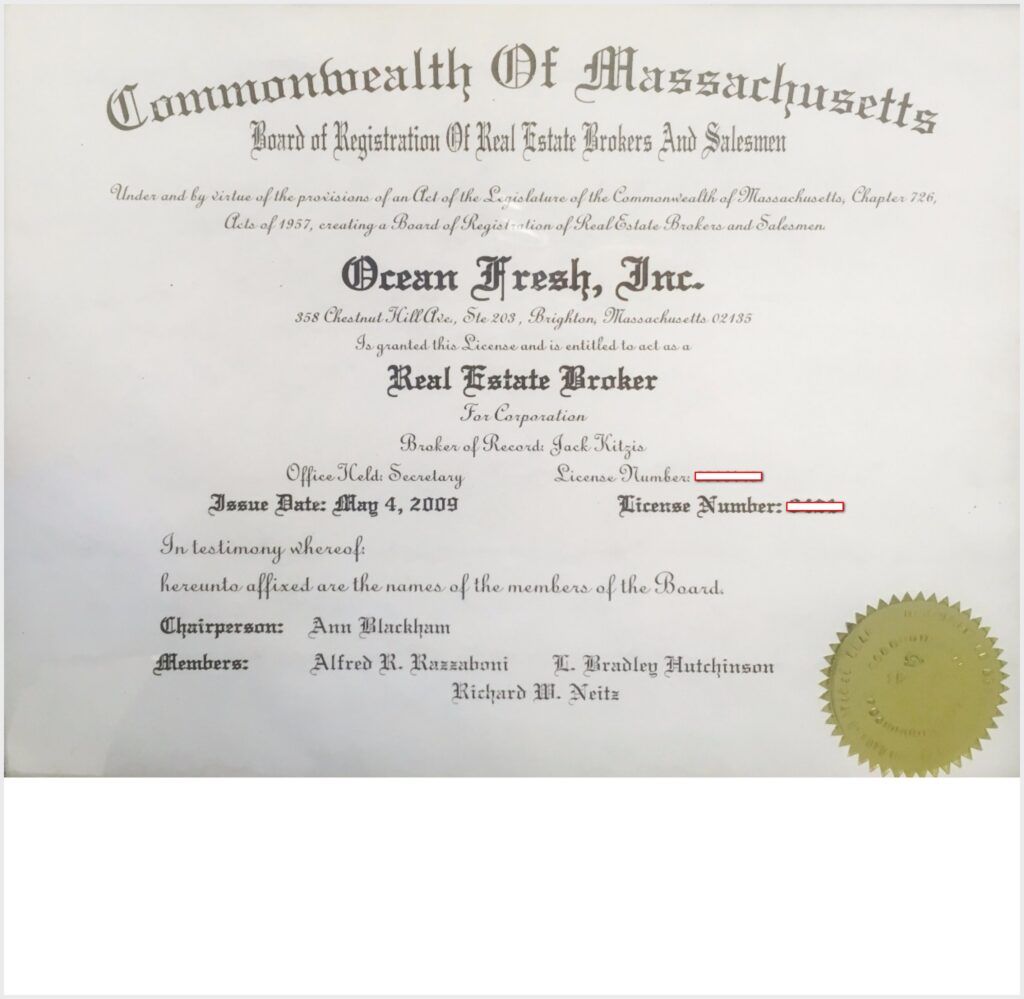 Commonwealth Of Massachusetts
Board of Registration Of Real Estate Brokers And Salesmen
Under and by virtue of the provisions of an Act of the Legislature of the Commonwealth of Massachusetts, Chapter 726,
Acts of 1957, creating a Board of Registration of Real Estate Brokers and Salesmen.
Ocean Fresh, Inc.
358 Chestnut Hill Ave., Ste 203, Brighton, Massachusetts 02135
Is granted this License and is entitled to act as a
Real Estate Broker
For Corporation
Broker of Record: Jack Kitzis
Office Held: Secretary License Number:
Issue Date: May 4, 2009 License Number:
In testimony whereof:
hereunto affixed are the names of the members of the Board.
Chairperson: Ann Blackham
Members: Alfred R. Razzaboni L. Bradley Hutchinson
Richard W. Neitz